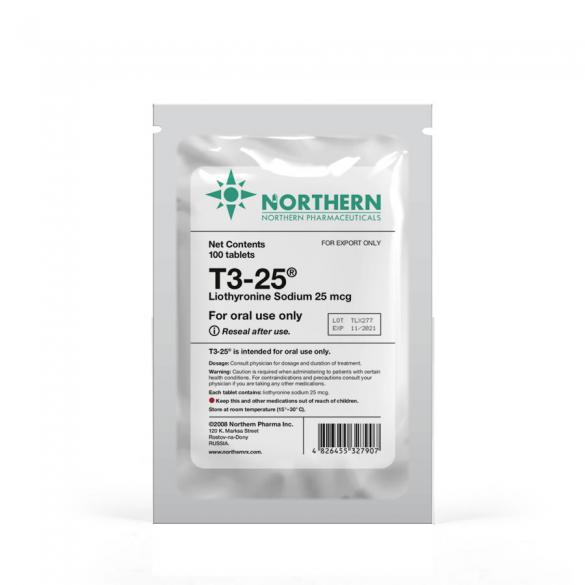 NORTHERN
NORTHERN PHARMACEUTICALS
Net Contents
100 tablets
FOR EXPORT ONLY
T3-25®
Liothyronine Sodium 25 mcg
For oral use only
Reseal after use.
LOT TLX277
EXP 11/2021
T3-25® is intended for oral use only.
Dosage: Consult physician for dosage and duration of treatment.
Warning: Caution is required when administering to patients with certain
health conditions. For contraindications and precautions consult your
physician if you are taking any other medications.
Each tablet contains: liothyronine sodium 25 mcg.
Keep this and other medications out of reach of children.
Store at room temperature (15°-30° C).
©2008 Northern Pharma Inc.
120 K. Marksa Street
Rostov-na-Dony
RUSSIA.
www.northernrx.com.
4 826455 327907